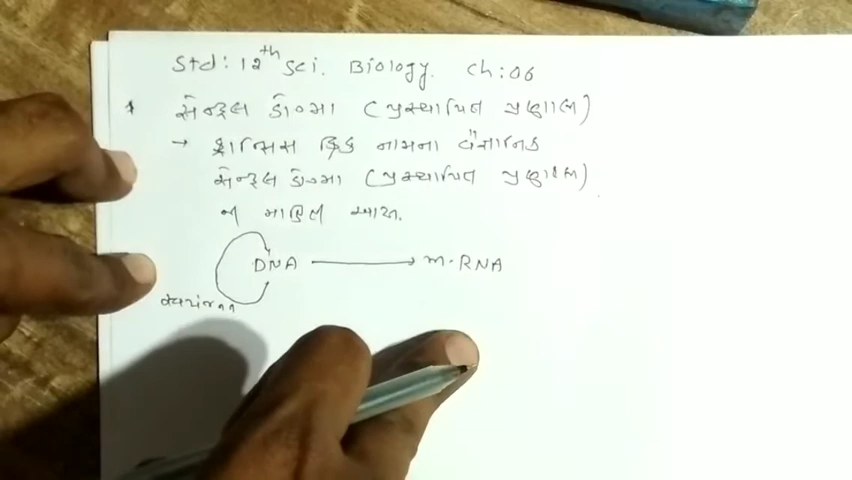 Std: 12th Sci. Biology. Ch: 06
* સેન્ટ્રલ ડોગ્મા (પ્રસ્થાપિત પ્રણાલી)
→ ફ્રાન્સિસ ક્રિક નામના વૈજ્ઞાનિકે
સેન્ટ્રલ ડોગ્મા (પ્રસ્થાપિત પ્રણાલી)
ની માહિતી આપી.
DNA → m.RNA
સ્વયંજનન